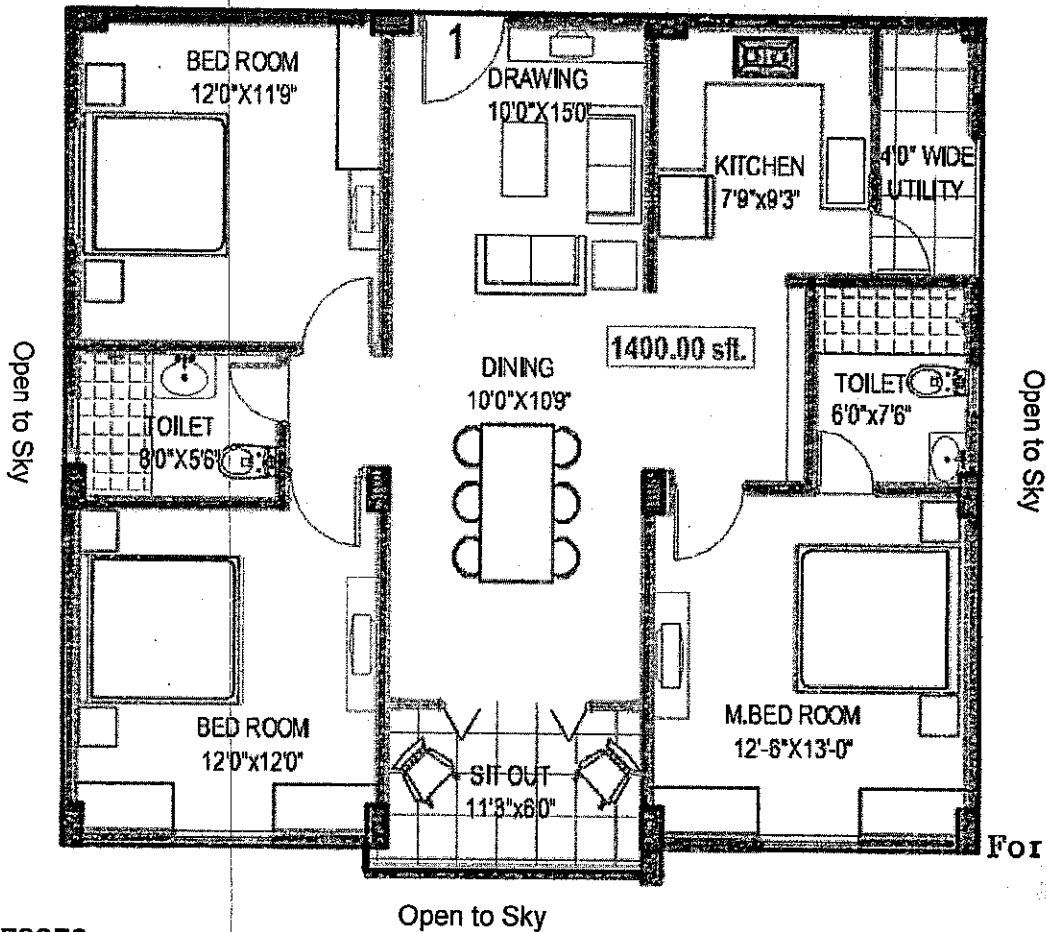 1
BED ROOM
12'0"X11'9"
DRAWING
10'0"X15'0"
KITCHEN
7'9"x9'3"
4'0" WIDE
UTILITY
1400.00 sft.
DINING
10'0"X10'9"
TOILET
6'0"x7'6"
TOILET
8'0"X5'6"
Open to Sky
Open to Sky
BED ROOM
12'0"x12'0"
SIT OUT
11'3"x6'0"
M.BED ROOM
12'-6"X13'-0"
For
Open to Sky